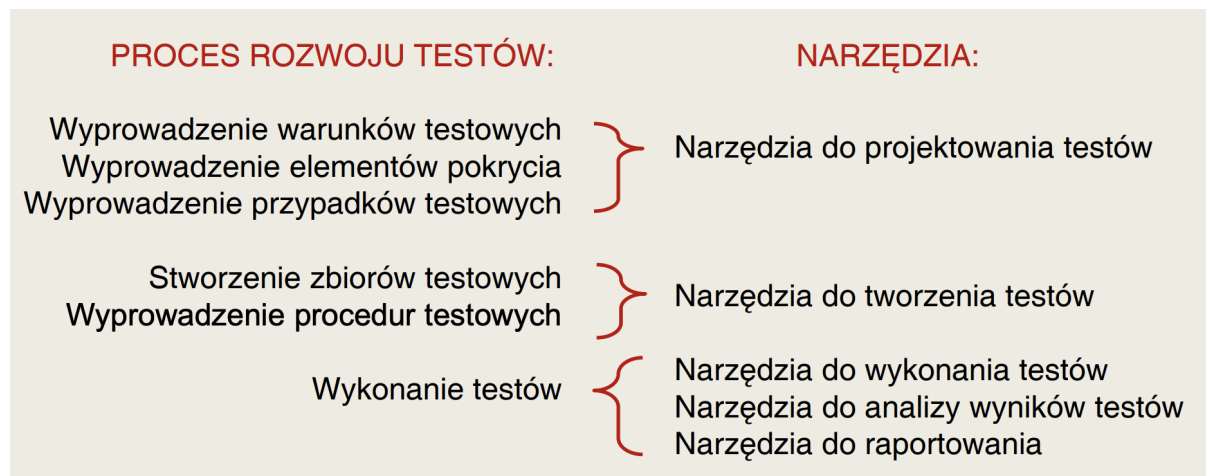 PROCES ROZWOJU TESTÓW:
NARZĘDZIA:
Wyprowadzenie warunków testowych
Wyprowadzenie elementów pokrycia
Wyprowadzenie przypadków testowych
Narzędzia do projektowania testów
Stworzenie zbiorów testowych
Wyprowadzenie procedur testowych
Narzędzia do tworzenia testów
Wykonanie testów
Narzędzia do wykonania testów
Narzędzia do analizy wyników testów
Narzędzia do raportowania